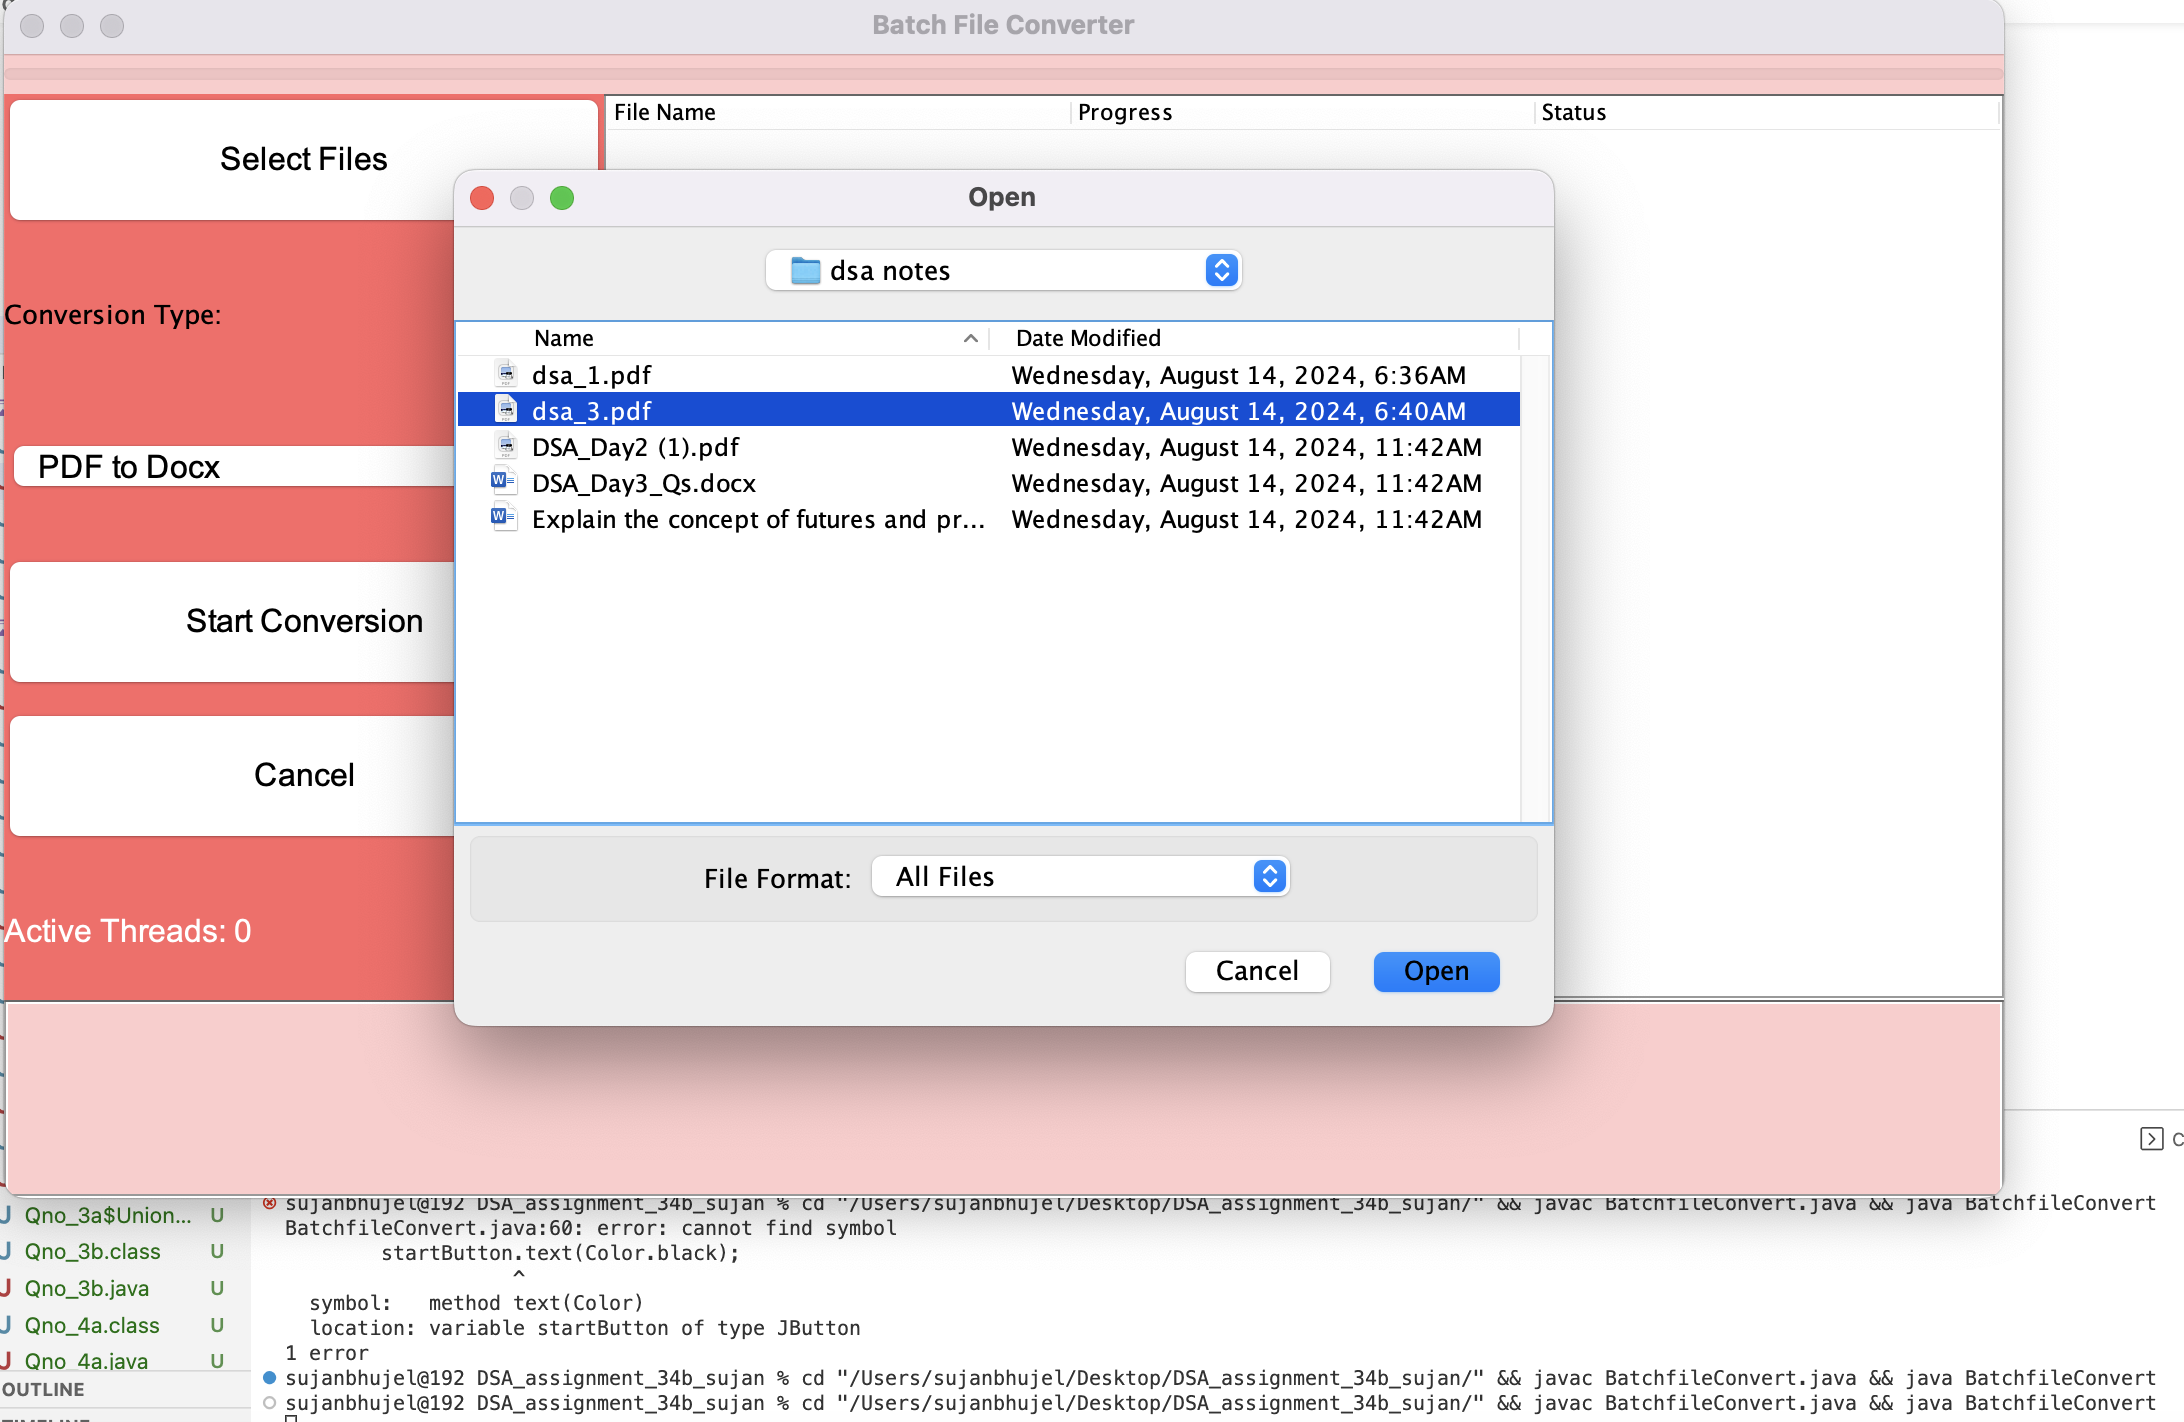 Batch File Converter
File Name Progress Status
Select Files
Open
dsa notes
Conversion Type:
Name Date Modified
dsa_1.pdf Wednesday, August 14, 2024, 6:36AM
dsa_3.pdf Wednesday, August 14, 2024, 6:40AM
DSA_Day2 (1).pdf Wednesday, August 14, 2024, 11:42AM
PDF to Docx
DSA_Day3_Qs.docx Wednesday, August 14, 2024, 11:42AM
Explain the concept of futures and pr... Wednesday, August 14, 2024, 11:42AM
Start Conversion
Cancel
File Format: All Files
Active Threads: 0
Cancel Open
sujanbhujel@192 DSA_assignment_34b_sujan % cd "/Users/sujanbhujel/Desktop/DSA_assignment_34b_sujan/" && javac BatchfileConvert.java && java BatchfileConvert
BatchfileConvert.java:60: error: cannot find symbol
startButton.text(Color.black);
^
symbol: method text(Color)
location: variable startButton of type JButton
1 error
sujanbhujel@192 DSA_assignment_34b_sujan % cd "/Users/sujanbhujel/Desktop/DSA_assignment_34b_sujan/" && javac BatchfileConvert.java && java BatchfileConvert
sujanbhujel@192 DSA_assignment_34b_sujan % cd "/Users/sujanbhujel/Desktop/DSA_assignment_34b_sujan/" && javac BatchfileConvert.java && java BatchfileConvert
Qno_3a$Union... U
Qno_3b.class U
Qno_3b.java U
Qno_4a.class U
Qno_4a.java U
OUTLINE